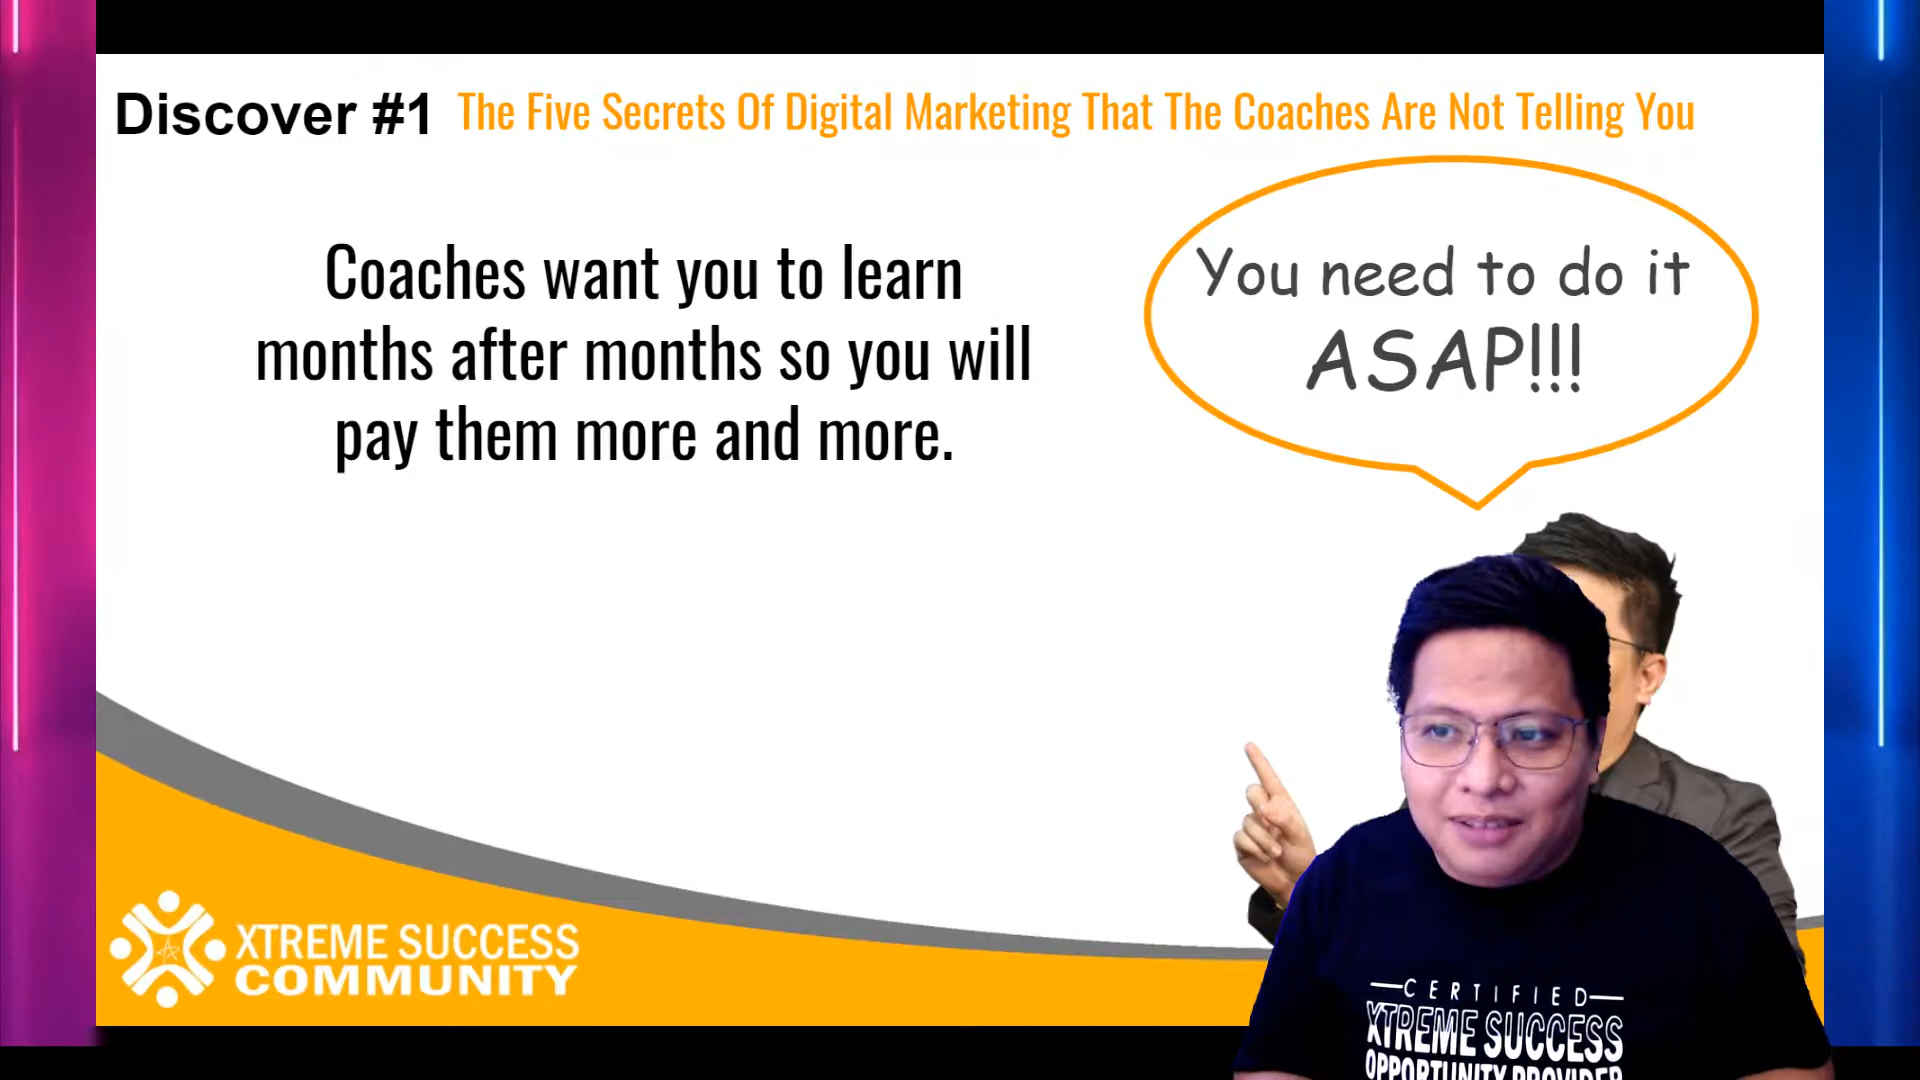 Discover #1 The Five Secrets Of Digital Marketing That The Coaches Are Not Telling You
Coaches want you to learn
months after months so you will
pay them more and more.
You need to do it
ASAP!!!
XTREME SUCCESS
COMMUNITY
CERTIFIED
XTREME SUCCESS
OPPORTUNITY PROVIDER